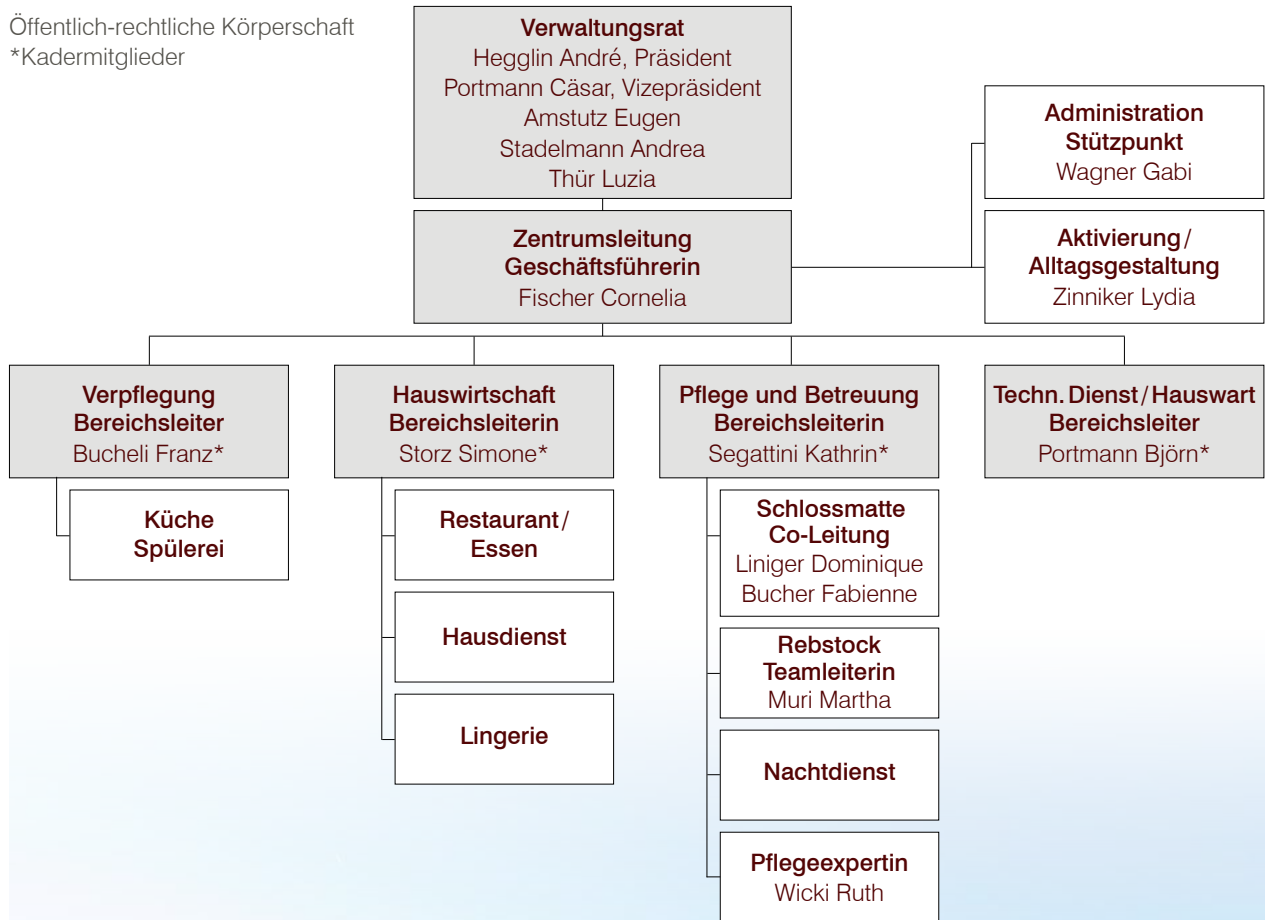 Öffentlich-rechtliche Körperschaft
*Kadermitglieder
Verwaltungsrat
Hegglin André, Präsident
Portmann Cäsar, Vizepräsident
Amstutz Eugen
Stadelmann Andrea
Thür Luzia
Administration
Stützpunkt
Wagner Gabi
Zentrumsleitung
Geschäftsführerin
Fischer Cornelia
Aktivierung/
Alltagsgestaltung
Zinniker Lydia
Verpflegung
Bereichsleiter
Bucheli Franz*
Hauswirtschaft
Bereichsleiterin
Storz Simone*
Pflege und Betreuung
Bereichsleiterin
Segattini Kathrin*
Techn. Dienst/Hauswart
Bereichsleiter
Portmann Björn*
Küche
Spülerei
Restaurant/
Essen
Hausdienst
Lingerie
Schlossmatte
Co-Leitung
Liniger Dominique
Bucher Fabienne
Rebstock
Teamleiterin
Muri Martha
Nachtdienst
Pflegeexpertin
Wicki Ruth